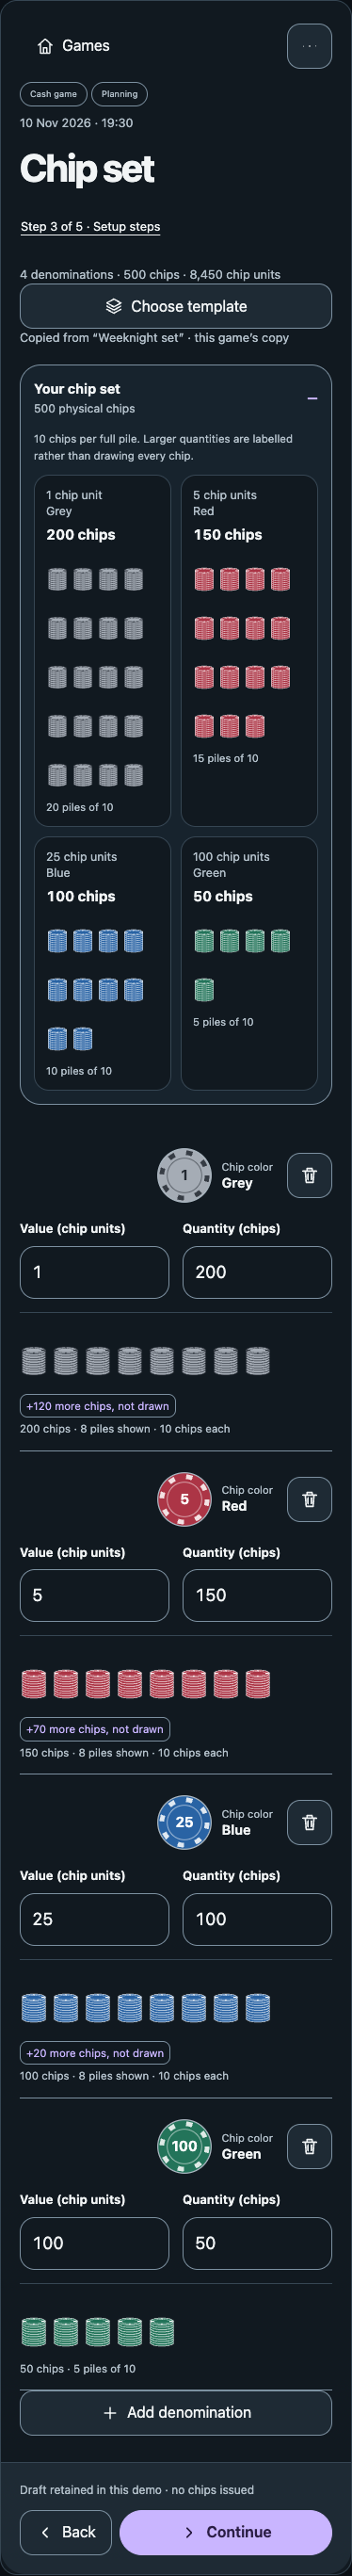 Games
Cash game Planning
10 Nov 2026 · 19:30
Chip set
Step 3 of 5 · Setup steps
4 denominations · 500 chips · 8,450 chip units
Choose template
Copied from “Weeknight set” · this game’s copy
Your chip set
500 physical chips
10 chips per full pile. Larger quantities are labelled
rather than drawing every chip.
1 chip unit
Grey
200 chips
20 piles of 10
5 chip units
Red
150 chips
15 piles of 10
25 chip units
Blue
100 chips
10 piles of 10
100 chip units
Green
50 chips
5 piles of 10
1
Chip color
Grey
Value (chip units) Quantity (chips)
1 200
+120 more chips, not drawn
200 chips · 8 piles shown · 10 chips each
5
Chip color
Red
Value (chip units) Quantity (chips)
5 150
+70 more chips, not drawn
150 chips · 8 piles shown · 10 chips each
25
Chip color
Blue
Value (chip units) Quantity (chips)
25 100
+20 more chips, not drawn
100 chips · 8 piles shown · 10 chips each
100
Chip color
Green
Value (chip units) Quantity (chips)
100 50
50 chips · 5 piles of 10
Add denomination
Draft retained in this demo · no chips issued
Back Continue